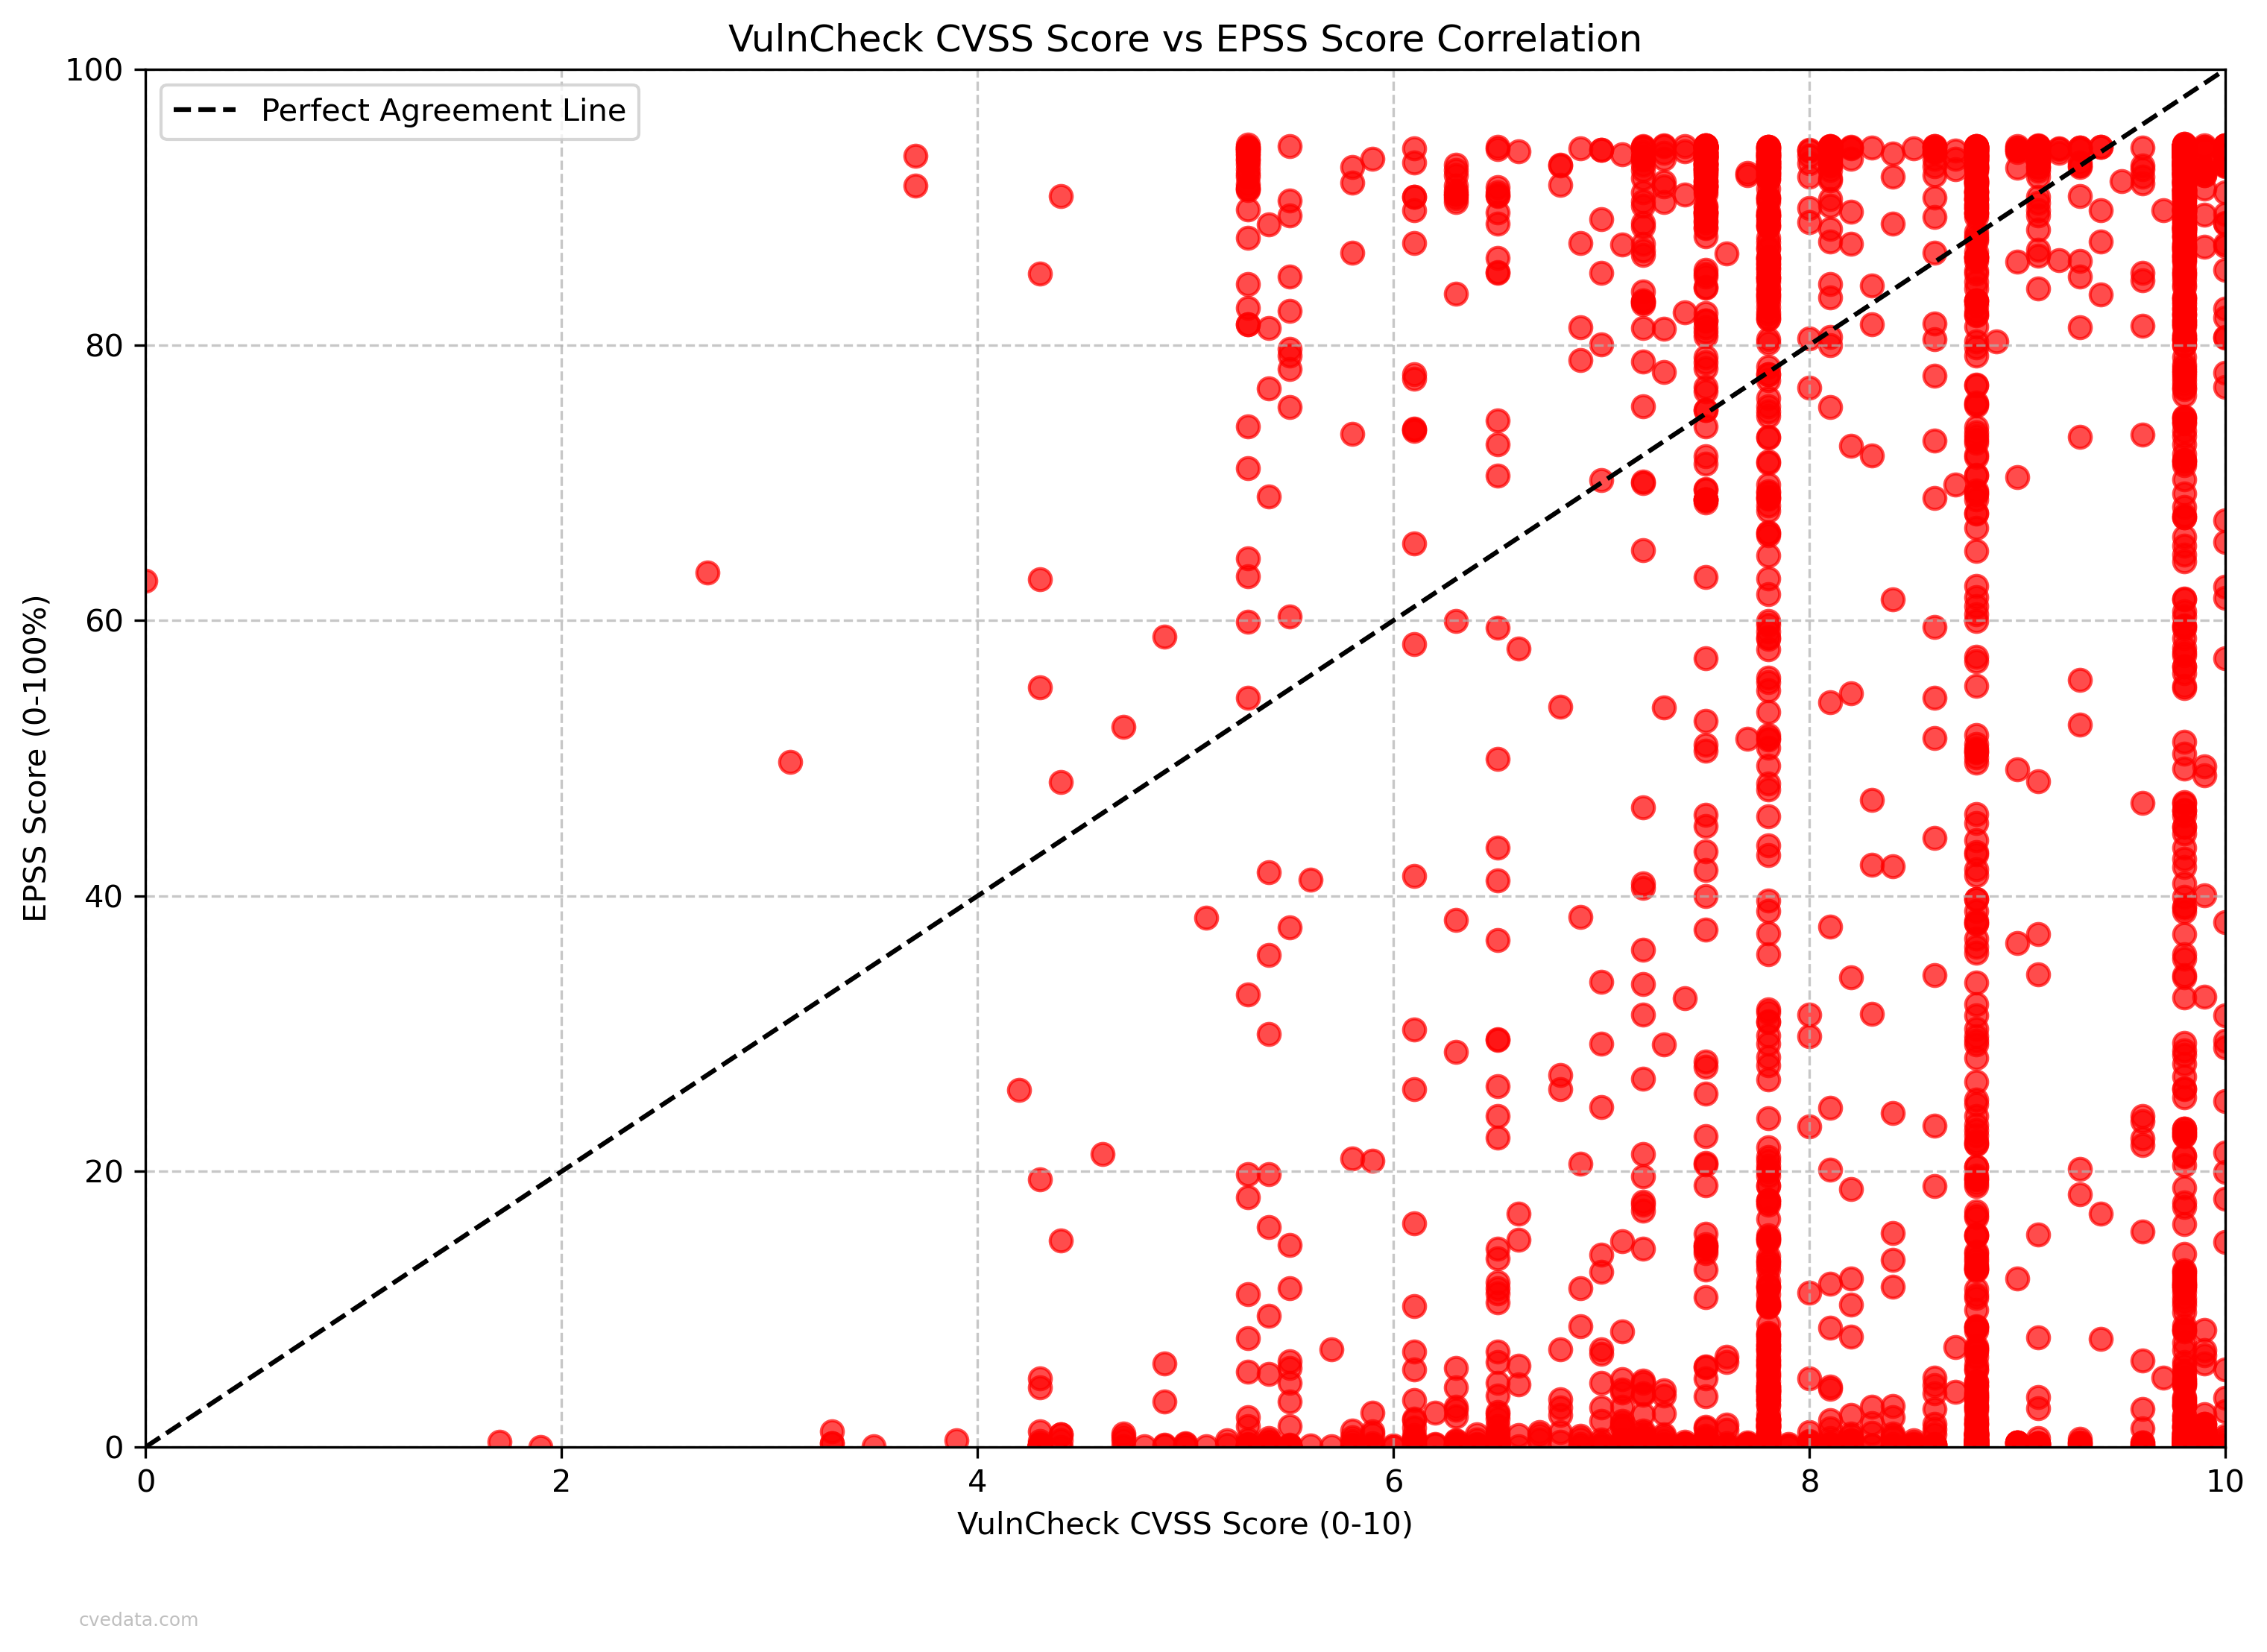 VulnCheck CVSS Score vs EPSS Score Correlation
Perfect Agreement Line
100
80
60
40
20
0
EPSS Score (0-100%)
0 2 4 6 8 10
VulnCheck CVSS Score (0-10)
cvedata.com